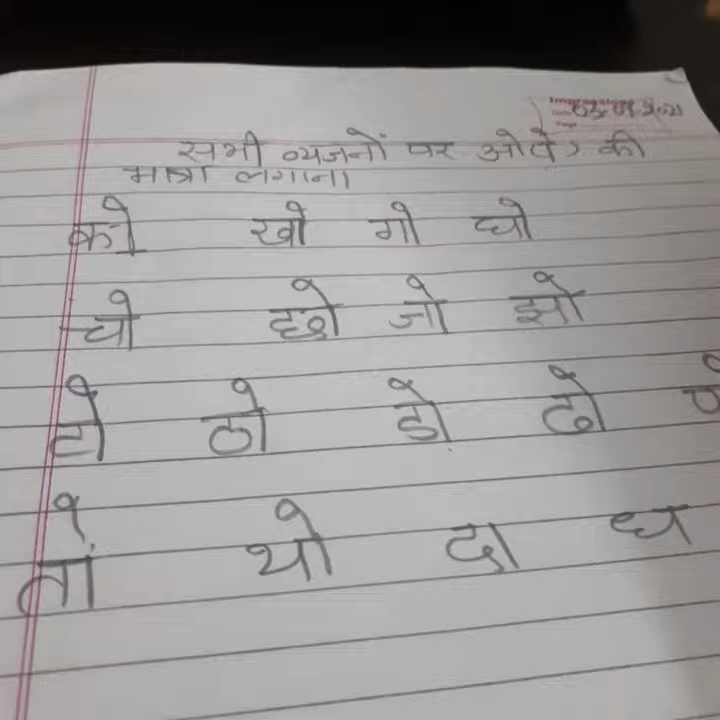 सभी व्यजनों पर ओ की
मात्रा लगाना
को खो गो घो
चो छो जो झो
टो ठो डो ढो
तो थो दा ध